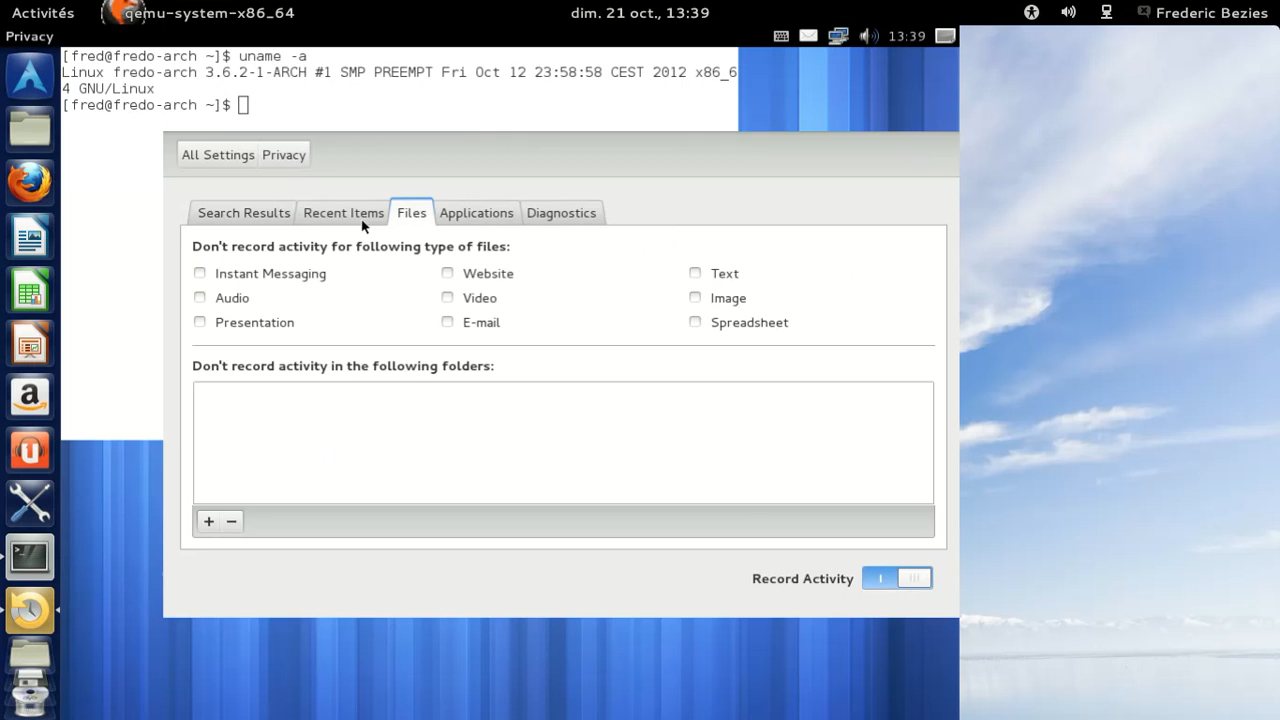 Activités qemu-system-x86_64 dim. 21 oct., 13:39 Frederic Bezies
Privacy 13:39
[fred@fredo-arch ~]$ uname -a
Linux fredo-arch 3.6.2-1-ARCH #1 SMP PREEMPT Fri Oct 12 23:58:58 CEST 2012 x86_6
4 GNU/Linux
[fred@fredo-arch ~]$
All Settings Privacy
Search Results Recent Items Files Applications Diagnostics
Don't record activity for following type of files:
Instant Messaging Website Text
Audio Video Image
Presentation E-mail Spreadsheet
Don't record activity in the following folders:
+ −
Record Activity